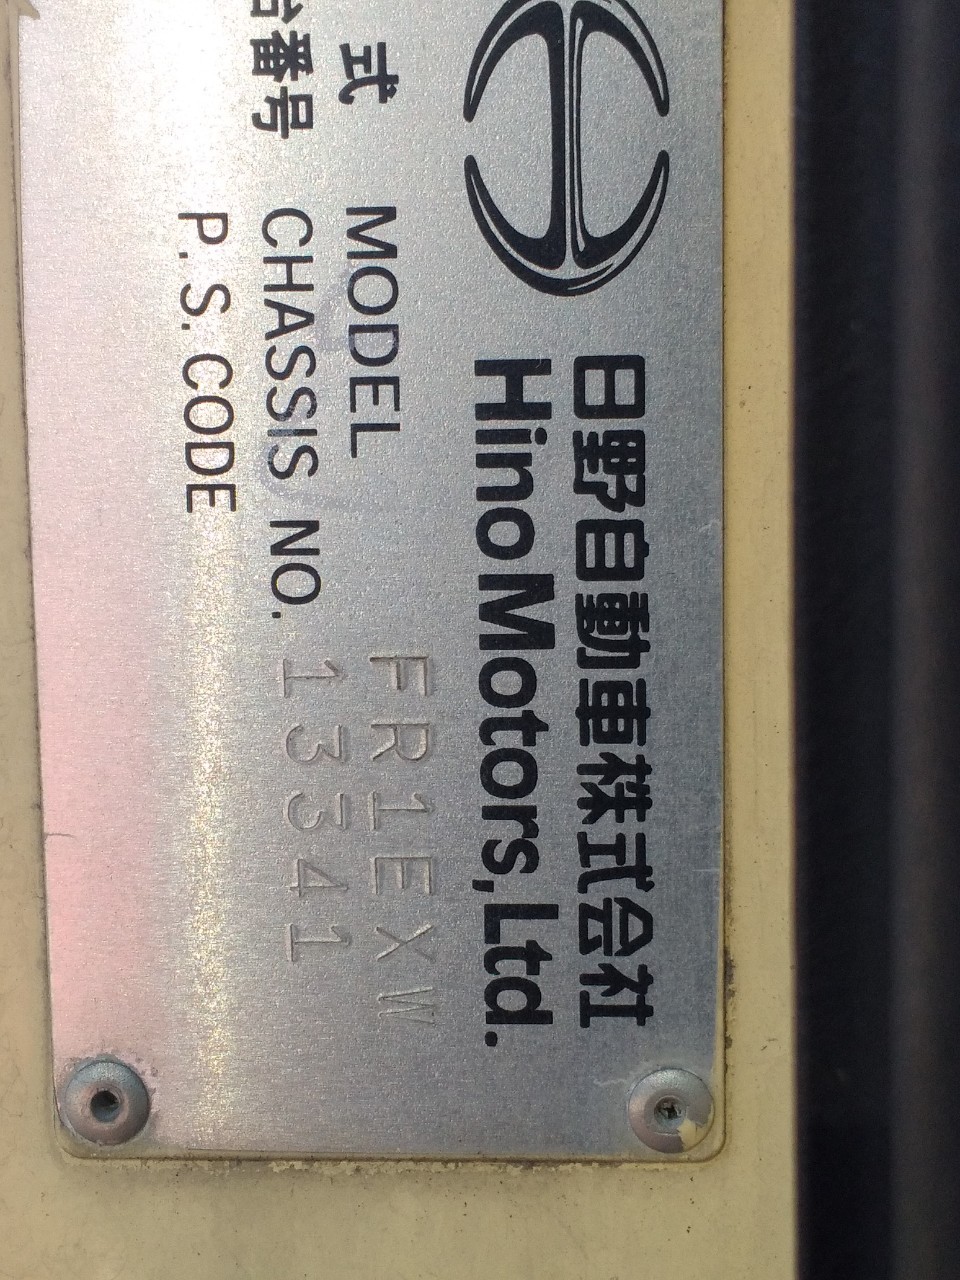 日野自動車株式会社
Hino Motors, Ltd.
式 MODEL FR1EXW
番号 CHASSIS NO. 13341
P.S. CODE